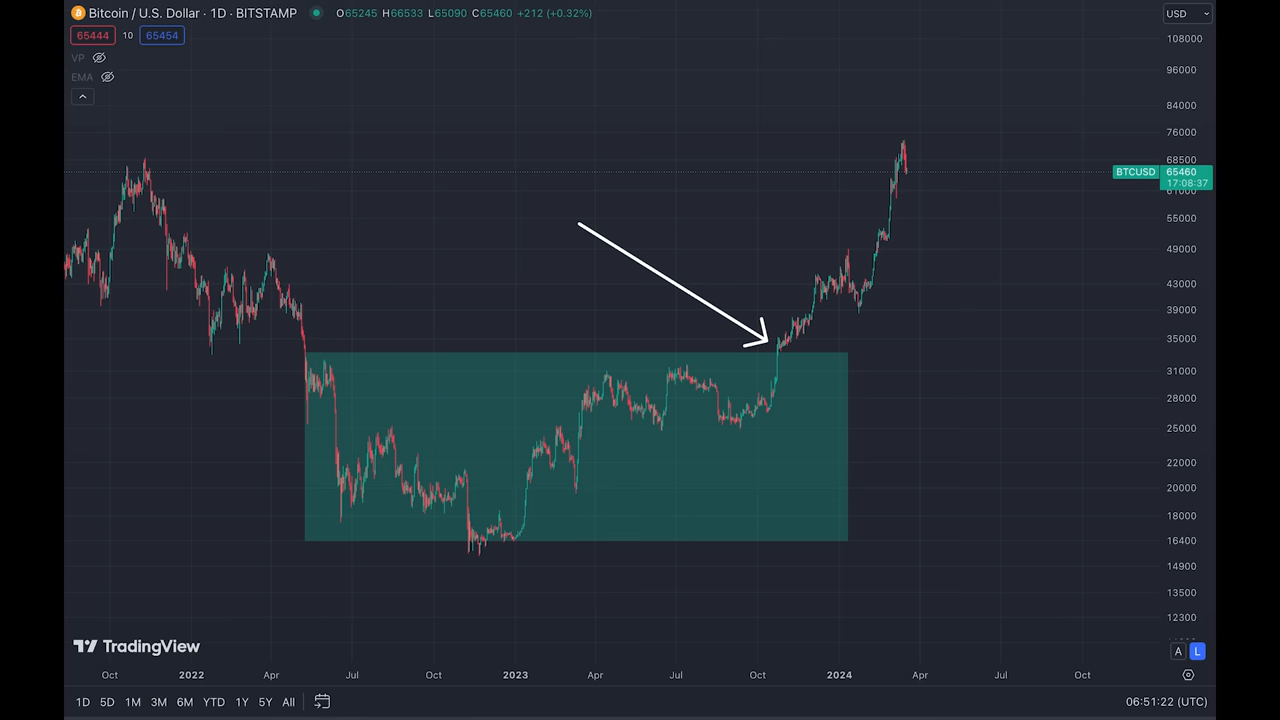 Bitcoin / U.S. Dollar · 1D · BITSTAMP O65245 H66533 L65090 C65460 +212 (+0.32%)
USD
65444 10 65454
VP
EMA
108000
96000
84000
76000
68500
BTCUSD 65460
17:08:37
61000
55000
49000
43000
39000
35000
31000
28000
25000
22000
20000
18000
16400
14900
13500
12300
TradingView
A L
Oct 2022 Apr Jul Oct 2023 Apr Jul Oct 2024 Apr Jul Oct
1D 5D 1M 3M 6M YTD 1Y 5Y All 06:51:22 (UTC)